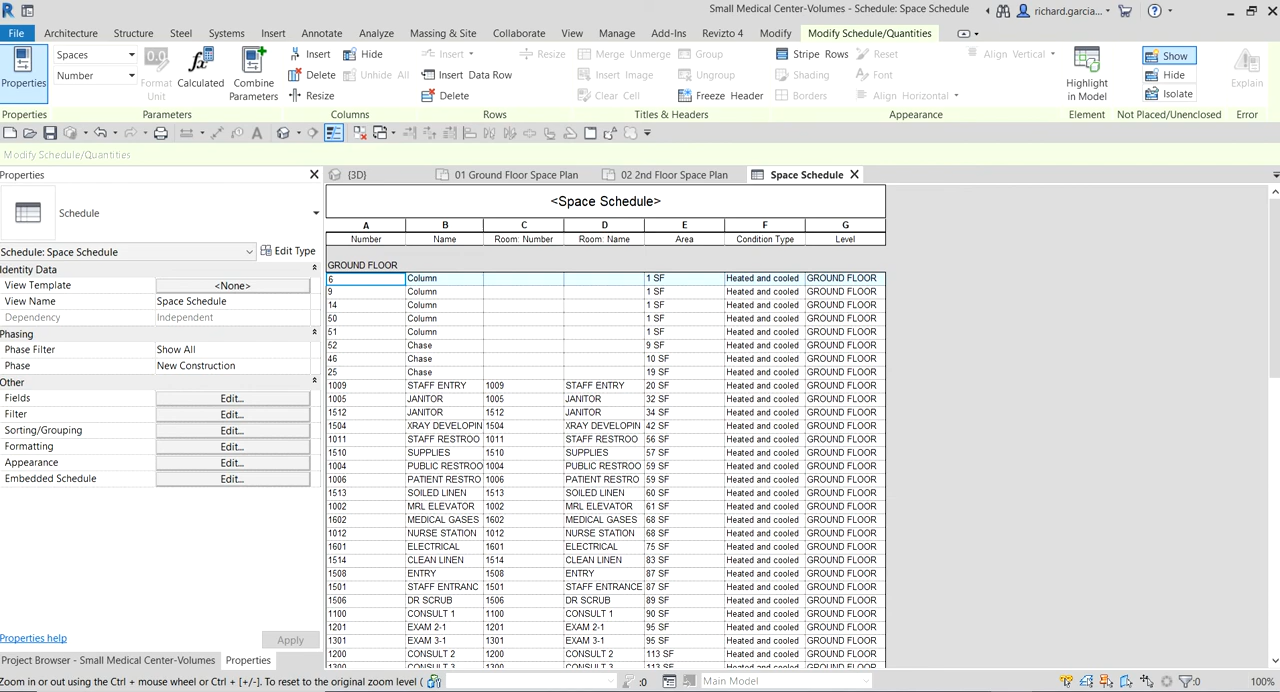 Small Medical Center-Volumes - Schedule: Space Schedule
richard.garcia...
File Architecture Structure Steel Systems Insert Annotate Analyze Massing & Site Collaborate View Manage Add-Ins Revizto 4 Modify Modify Schedule/Quantities
Spaces
Number
Properties
Format Unit
Calculated
Combine Parameters
Insert
Delete
Resize
Hide
Unhide All
Insert
Insert Data Row
Delete
Resize
Merge Unmerge
Insert Image
Clear Cell
Group
Ungroup
Freeze Header
Stripe Rows
Shading
Borders
Reset
Font
Align Horizontal
Align Vertical
Highlight in Model
Show
Hide
Isolate
Explain
Properties Parameters Columns Rows Titles & Headers Appearance Element Not Placed/Unenclosed Error
Modify Schedule/Quantities
Properties
{3D} 01 Ground Floor Space Plan 02 2nd Floor Space Plan Space Schedule
Schedule
Schedule: Space Schedule Edit Type
Identity Data
View Template <None>
View Name Space Schedule
Dependency Independent
Phasing
Phase Filter Show All
Phase New Construction
Other
Fields Edit...
Filter Edit...
Sorting/Grouping Edit...
Formatting Edit...
Appearance Edit...
Embedded Schedule Edit...
<Space Schedule>
A B C D E F G
Number Name Room: Number Room: Name Area Condition Type Level
GROUND FLOOR
6 Column 1 SF Heated and cooled GROUND FLOOR
9 Column 1 SF Heated and cooled GROUND FLOOR
14 Column 1 SF Heated and cooled GROUND FLOOR
50 Column 1 SF Heated and cooled GROUND FLOOR
51 Column 1 SF Heated and cooled GROUND FLOOR
52 Chase 9 SF Heated and cooled GROUND FLOOR
46 Chase 10 SF Heated and cooled GROUND FLOOR
25 Chase 19 SF Heated and cooled GROUND FLOOR
1009 STAFF ENTRY 1009 STAFF ENTRY 20 SF Heated and cooled GROUND FLOOR
1005 JANITOR 1005 JANITOR 32 SF Heated and cooled GROUND FLOOR
1512 JANITOR 1512 JANITOR 34 SF Heated and cooled GROUND FLOOR
1504 XRAY DEVELOPIN 1504 XRAY DEVELOPIN 42 SF Heated and cooled GROUND FLOOR
1011 STAFF RESTROO 1011 STAFF RESTROO 56 SF Heated and cooled GROUND FLOOR
1510 SUPPLIES 1510 SUPPLIES 57 SF Heated and cooled GROUND FLOOR
1004 PUBLIC RESTROO 1004 PUBLIC RESTROO 59 SF Heated and cooled GROUND FLOOR
1006 PATIENT RESTRO 1006 PATIENT RESTRO 59 SF Heated and cooled GROUND FLOOR
1513 SOILED LINEN 1513 SOILED LINEN 60 SF Heated and cooled GROUND FLOOR
1002 MRL ELEVATOR 1002 MRL ELEVATOR 61 SF Heated and cooled GROUND FLOOR
1602 MEDICAL GASES 1602 MEDICAL GASES 68 SF Heated and cooled GROUND FLOOR
1012 NURSE STATION 1012 NURSE STATION 68 SF Heated and cooled GROUND FLOOR
1601 ELECTRICAL 1601 ELECTRICAL 75 SF Heated and cooled GROUND FLOOR
1514 CLEAN LINEN 1514 CLEAN LINEN 83 SF Heated and cooled GROUND FLOOR
1508 ENTRY 1508 ENTRY 87 SF Heated and cooled GROUND FLOOR
1501 STAFF ENTRANC 1501 STAFF ENTRANCE 87 SF Heated and cooled GROUND FLOOR
1506 DR SCRUB 1506 DR SCRUB 89 SF Heated and cooled GROUND FLOOR
1100 CONSULT 1 1100 CONSULT 1 90 SF Heated and cooled GROUND FLOOR
1201 EXAM 2-1 1201 EXAM 2-1 95 SF Heated and cooled GROUND FLOOR
1301 EXAM 3-1 1301 EXAM 3-1 95 SF Heated and cooled GROUND FLOOR
1200 CONSULT 2 1200 CONSULT 2 113 SF Heated and cooled GROUND FLOOR
1300 CONSULT 3 1300 CONSULT 3 113 SF Heated and cooled GROUND FLOOR
Properties help Apply
Project Browser - Small Medical Center-Volumes Properties
Zoom in or out using the Ctrl + mouse wheel or Ctrl + [+/-]. To reset to the original zoom level ( :0 Main Model :0 100%